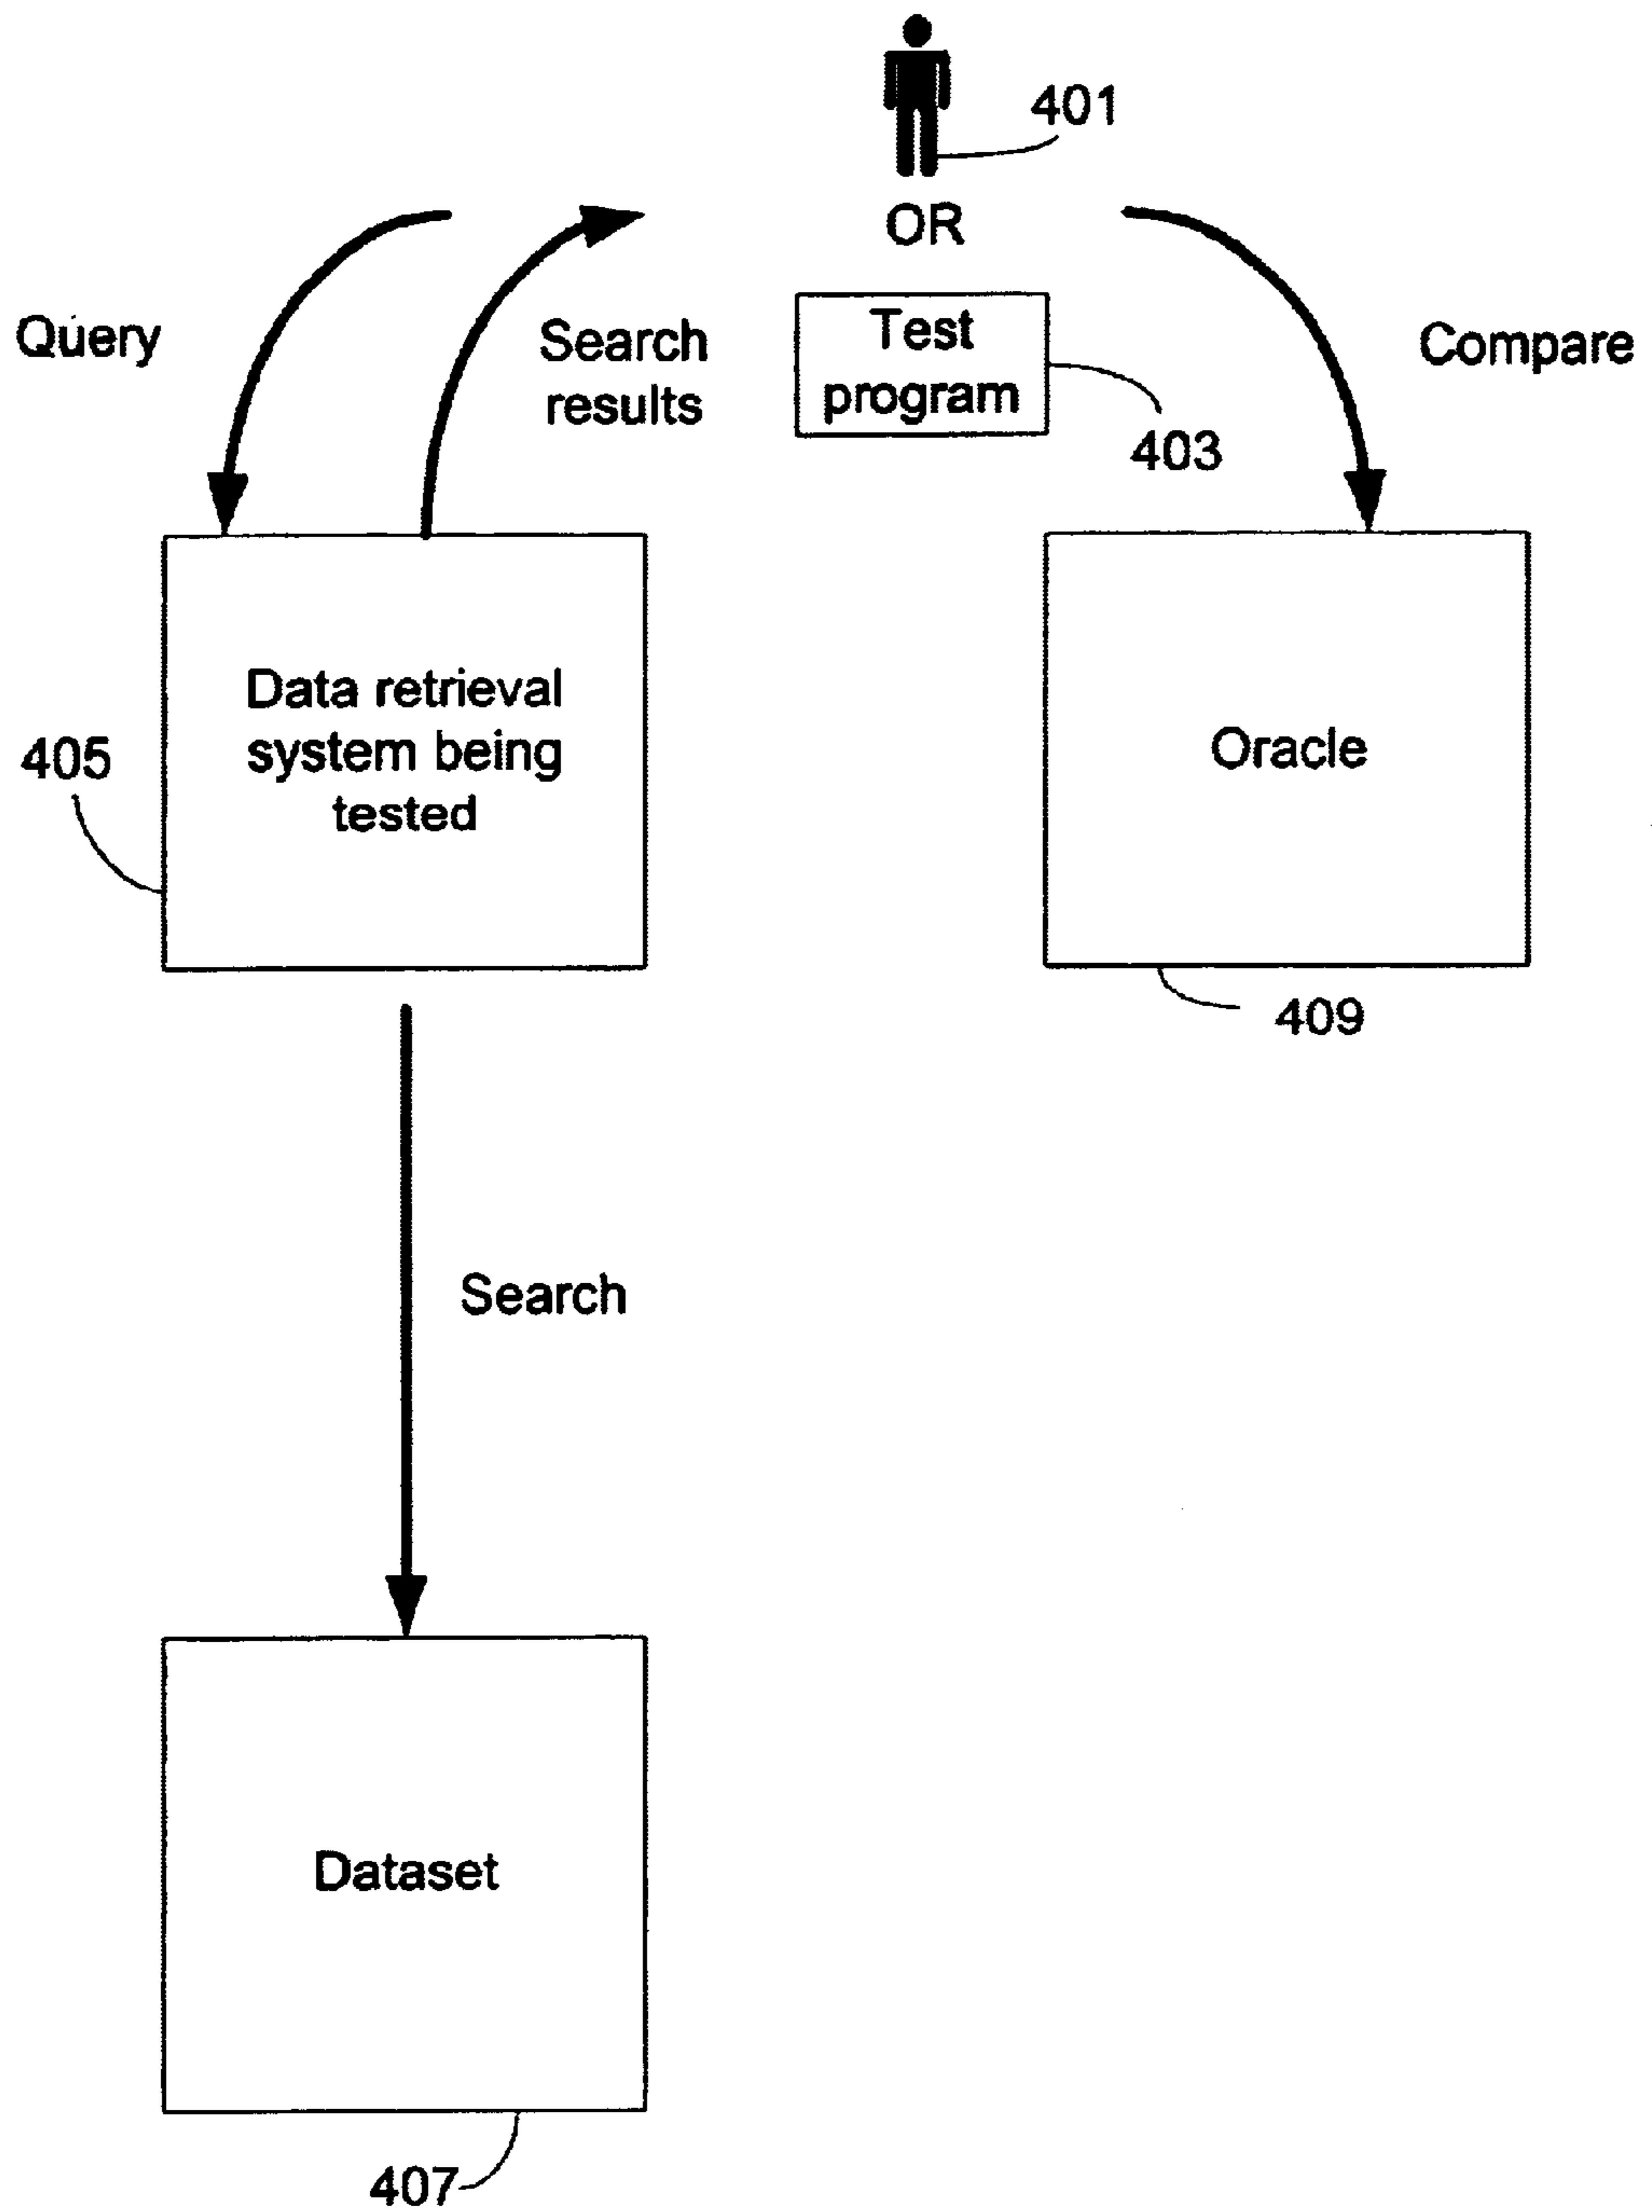 401
OR
Query
Search
results
Test
program
Compare
403
Data retrieval
system being
tested
405
Oracle
409
Search
Dataset
407